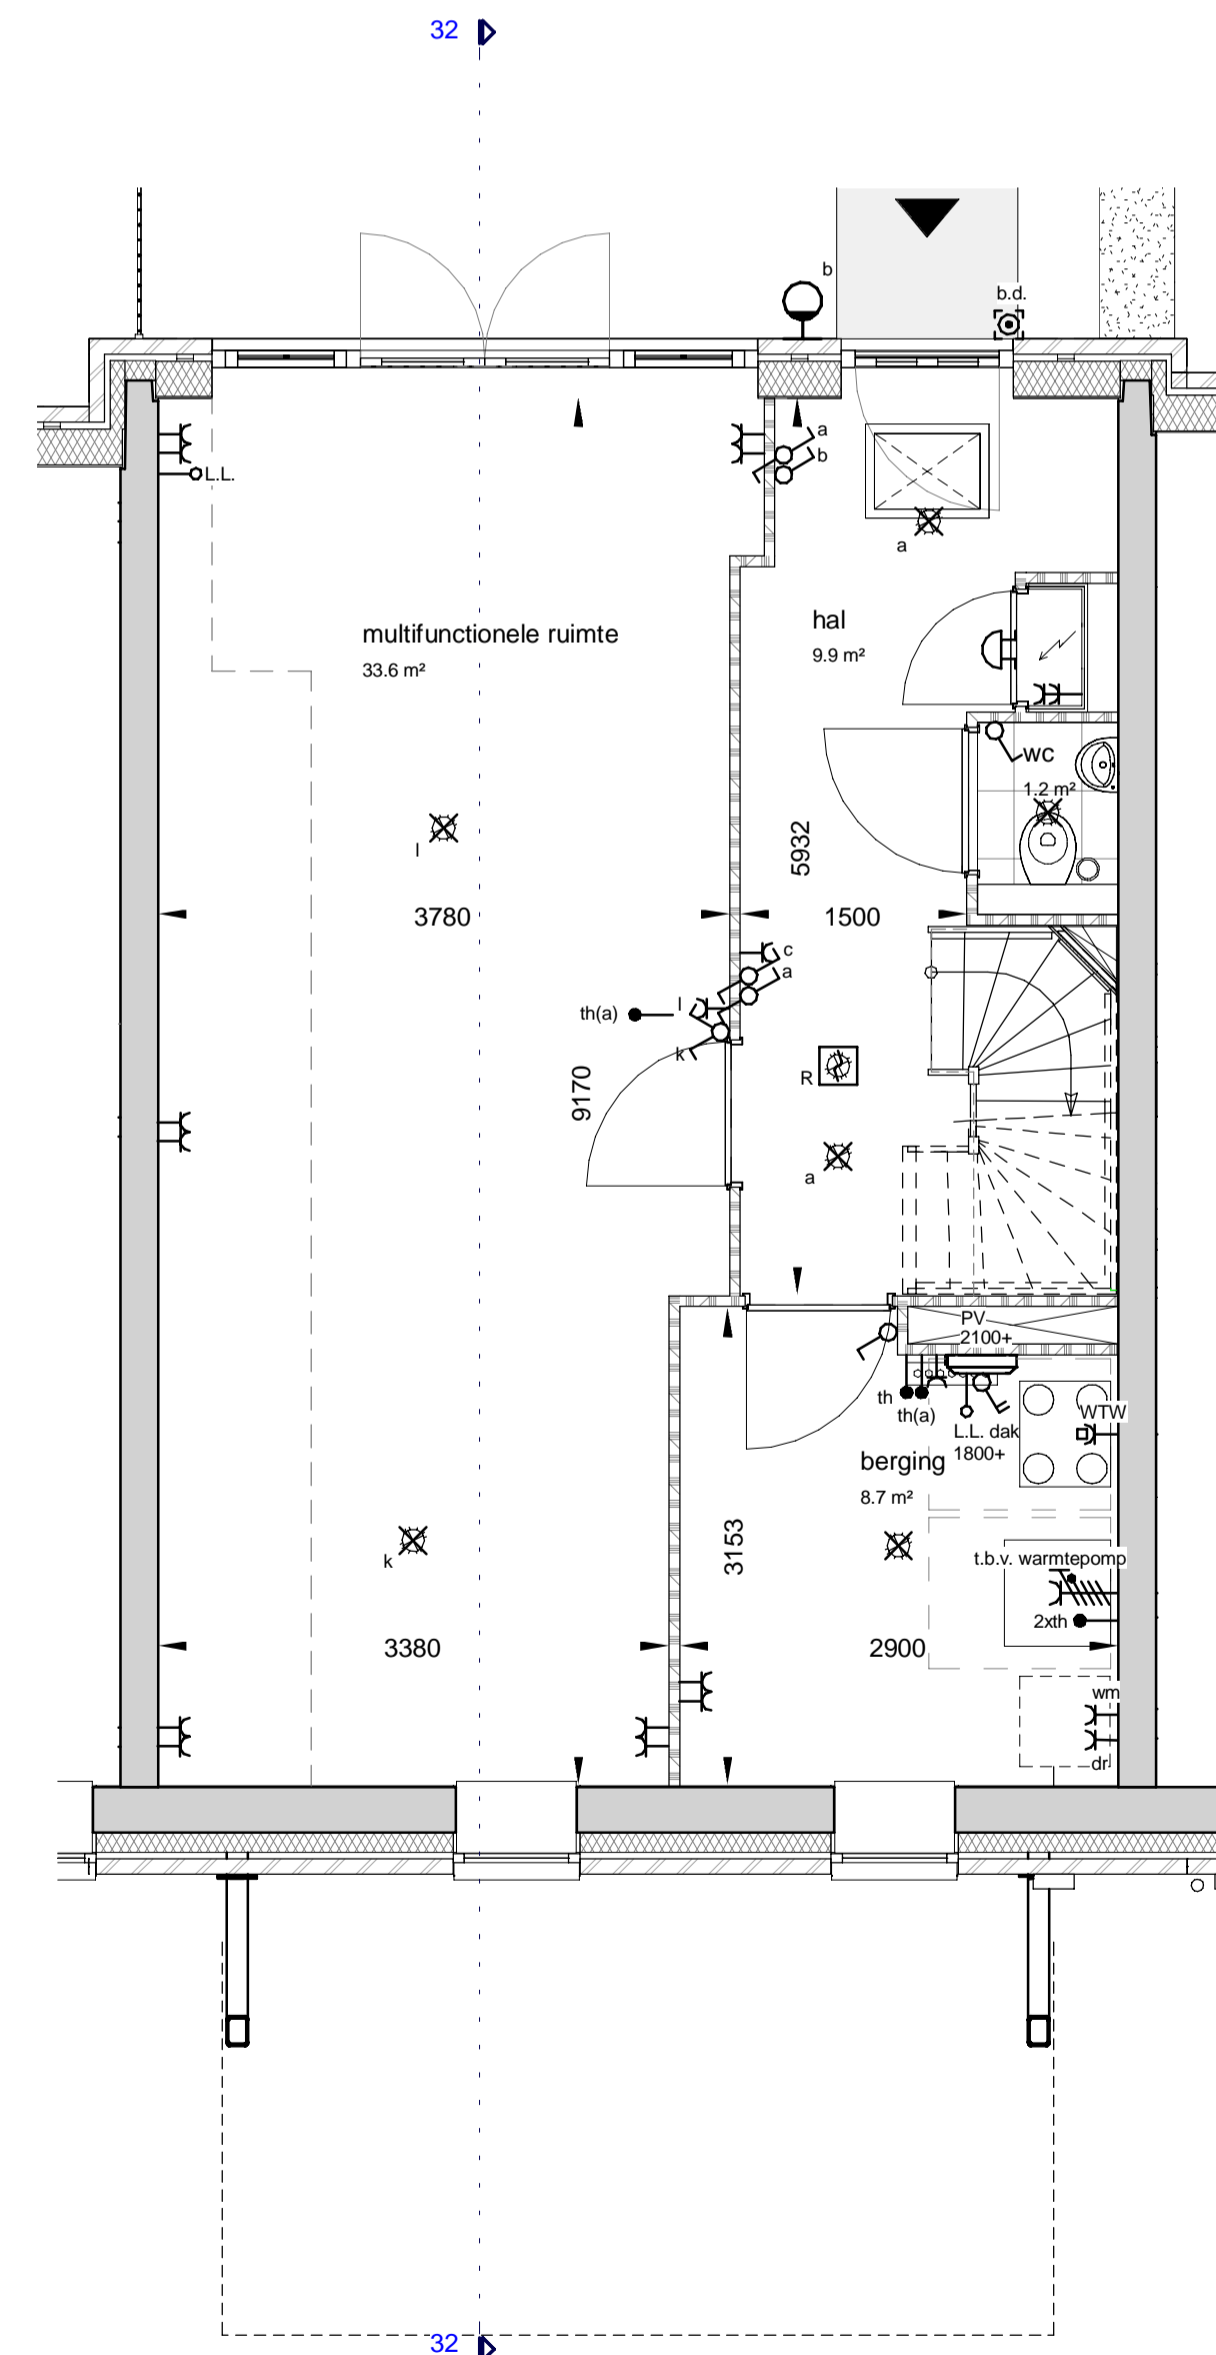 32
b
b.d.
a
b
L.L.
a
multifunctionele ruimte
33.6 m²
hal
9.9 m²
wc
1.2 m²
l
5932
3780
1500
c
a
th(a)
l
k
R
9170
a
PV
2100+
th
th(a)
WTW
L.L. dak
1800+
berging
8.7 m²
k
3153
t.b.v. warmtepomp
2xth
3380
2900
wm
dr
32